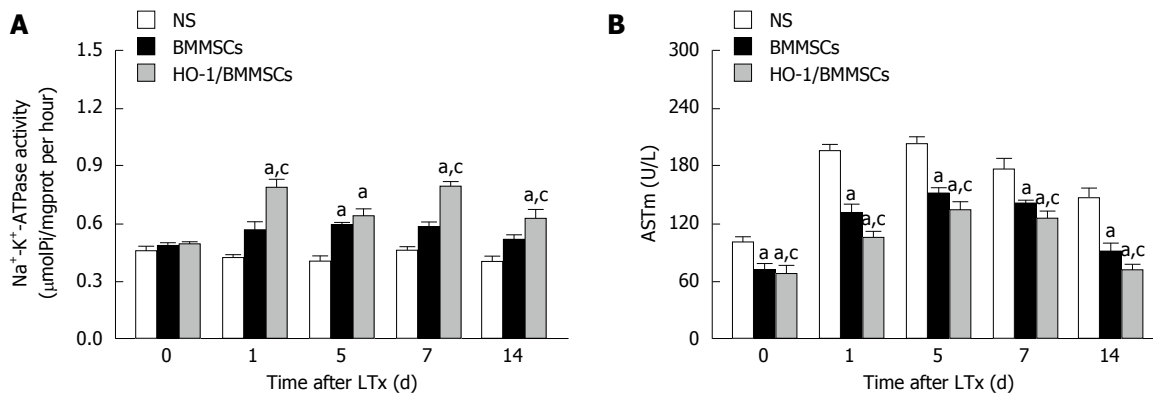 A
NS
BMMSCs
HO-1/BMMSCs
Na⁺-K⁺-ATPase activity
(μmolPi/mgprot per hour)
1.5
1.2
0.9
0.6
0.3
0.0
a,c
a
a
a,c
a,c
0
1
5
7
14
Time after LTx (d)
B
NS
BMMSCs
HO-1/BMMSCs
ASTm (U/L)
300
240
180
120
60
0
a
a,c
a
a,c
a
a,c
a
a,c
a
a,c
0
1
5
7
14
Time after LTx (d)